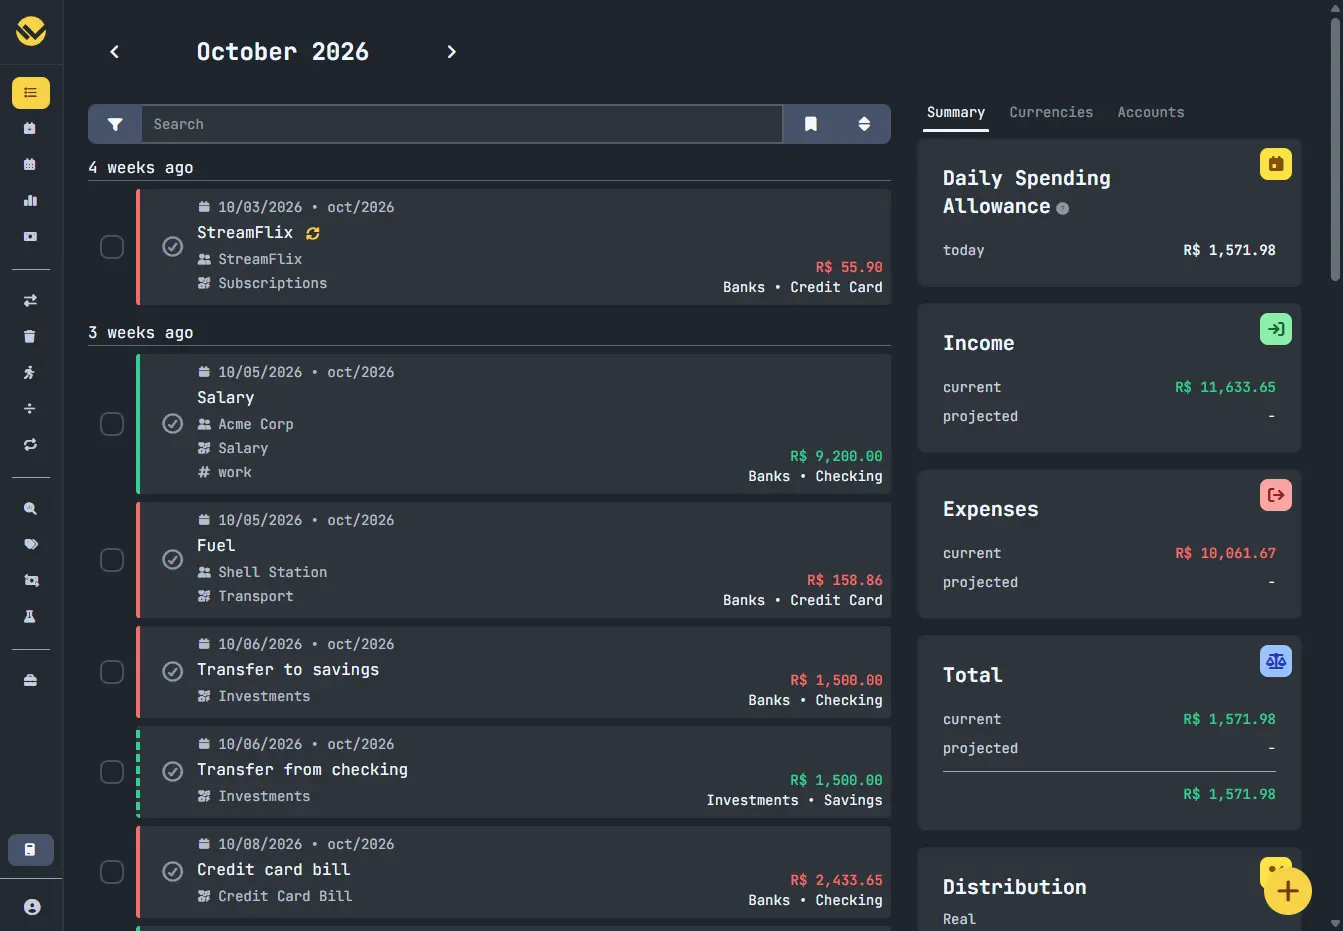 October 2026
Search
4 weeks ago
10/03/2026 • oct/2026
StreamFlix
StreamFlix
Subscriptions
R$ 55.90
Banks • Credit Card
3 weeks ago
10/05/2026 • oct/2026
Salary
Acme Corp
Salary
# work
R$ 9,200.00
Banks • Checking
10/05/2026 • oct/2026
Fuel
Shell Station
Transport
R$ 158.86
Banks • Credit Card
10/06/2026 • oct/2026
Transfer to savings
Investments
R$ 1,500.00
Banks • Checking
10/06/2026 • oct/2026
Transfer from checking
Investments
R$ 1,500.00
Investments • Savings
10/08/2026 • oct/2026
Credit card bill
Credit Card Bill
R$ 2,433.65
Banks • Checking
Summary Currencies Accounts
Daily Spending
Allowance
today R$ 1,571.98
Income
current R$ 11,633.65
projected -
Expenses
current R$ 10,061.67
projected -
Total
current R$ 1,571.98
projected -
R$ 1,571.98
Distribution
Real